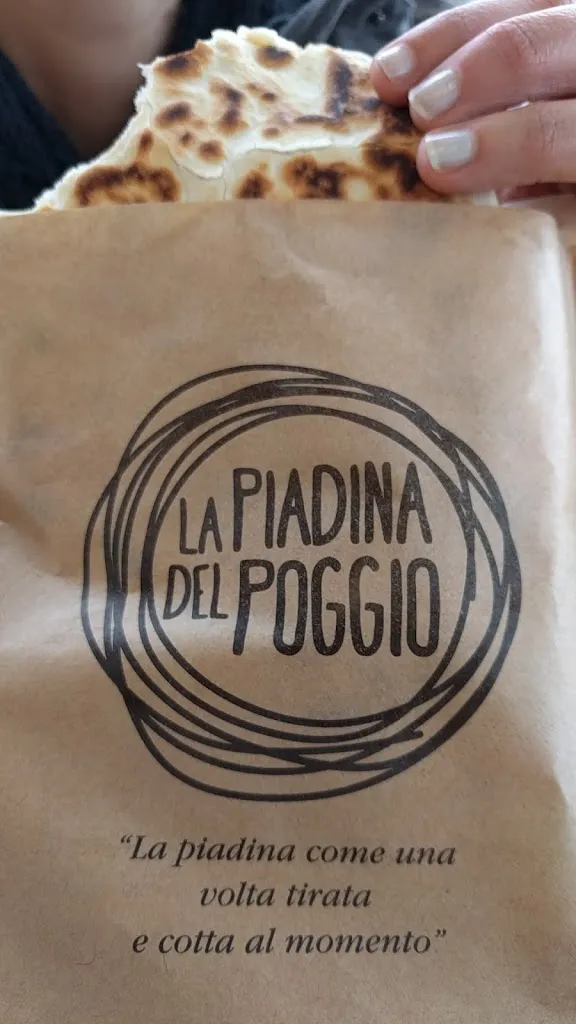 LA PIADINA
DEL POGGIO
“La piadina come una
volta tirata
e cotta al momento”